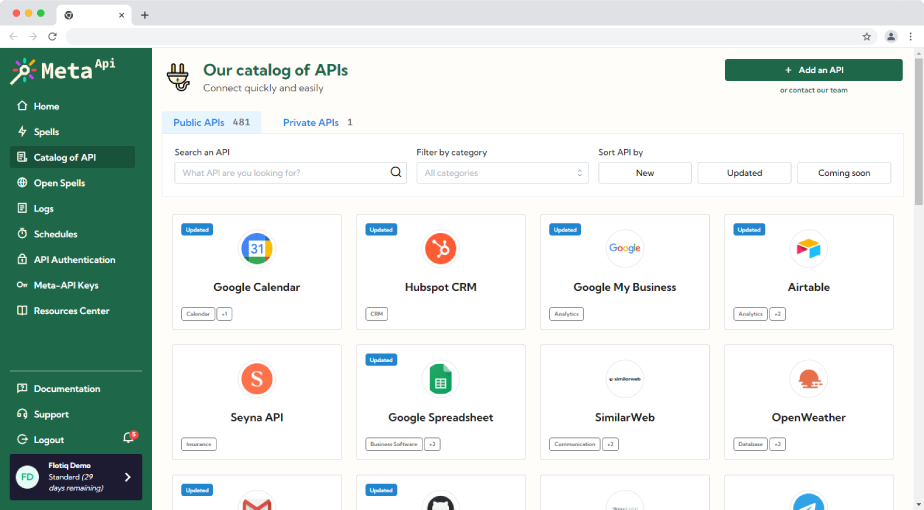 Meta Api
Home
Spells
Catalog of API
Open Spells
Logs
Schedules
API Authentication
Meta-API Keys
Resources Center
Documentation
Support
Logout
5
FD
Flotiq Demo
Standard (29
days remaining)
Our catalog of APIs
Connect quickly and easily
+ Add an API
or contact our team
Public APIs 481
Private APIs 1
Search an API
What API are you looking for?
Filter by category
All categories
Sort API by
New
Updated
Coming soon
Updated
31
Google Calendar
Calendar +1
Updated
Hubspot CRM
CRM
Updated
Google
Google My Business
Analytics
Updated
Airtable
Analytics +2
S
Seyna API
Insurance
Updated
Google Spreadsheet
Business Software +2
similarweb
SimilarWeb
Communication +2
OpenWeather
Database +2
Updated
Updated